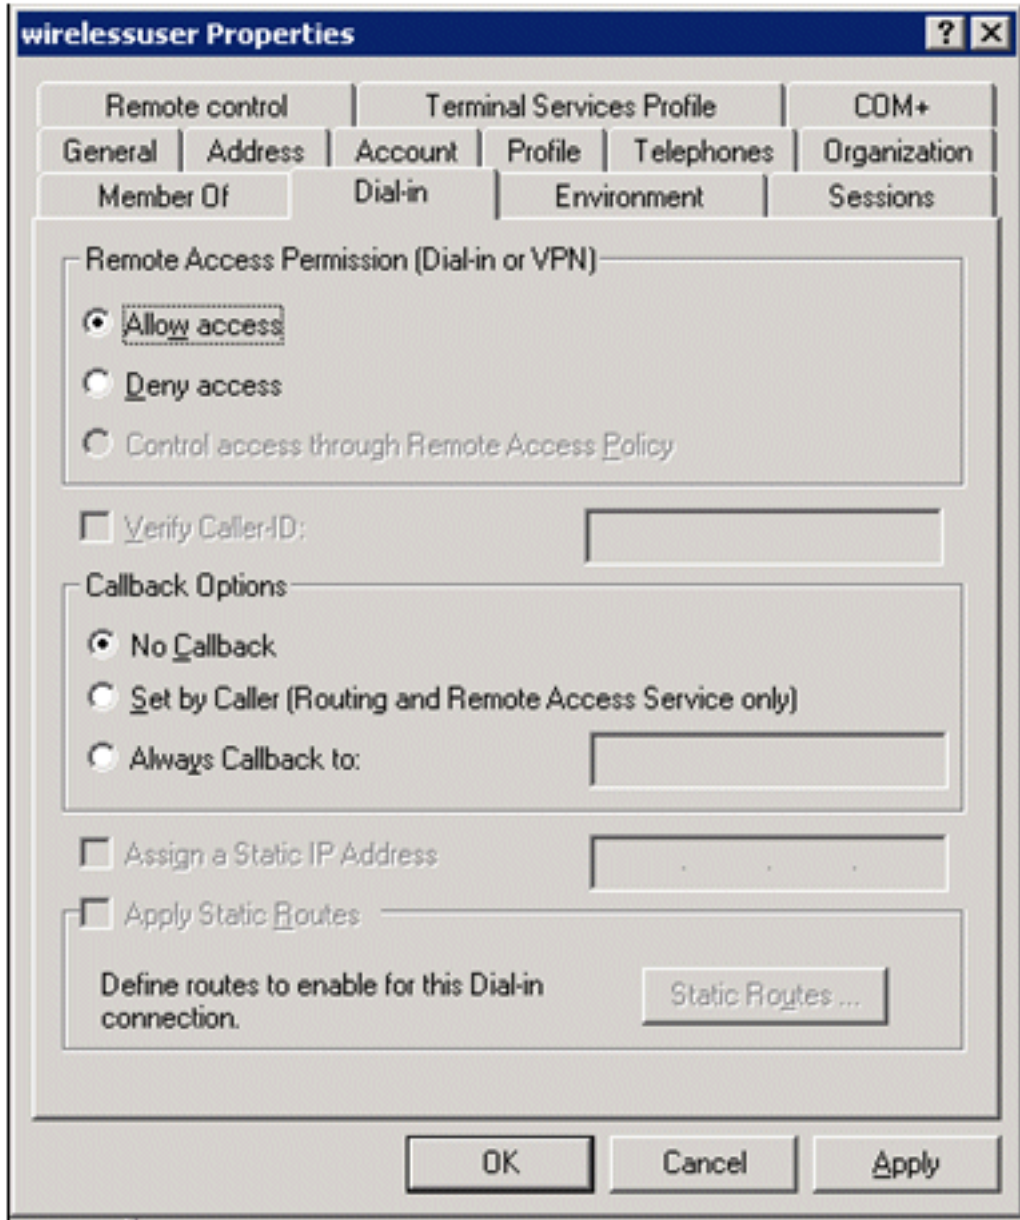 wirelessuser Properties
Remote control Terminal Services Profile COM+
General Address Account Profile Telephones Organization
Member Of Dial-in Environment Sessions
Remote Access Permission (Dial-in or VPN)
Allow access
Deny access
Control access through Remote Access Policy
Verify Caller-ID:
Callback Options
No Callback
Set by Caller (Routing and Remote Access Service only)
Always Callback to:
Assign a Static IP Address
Apply Static Routes
Define routes to enable for this Dial-in
connection.
Static Routes ...
OK Cancel Apply